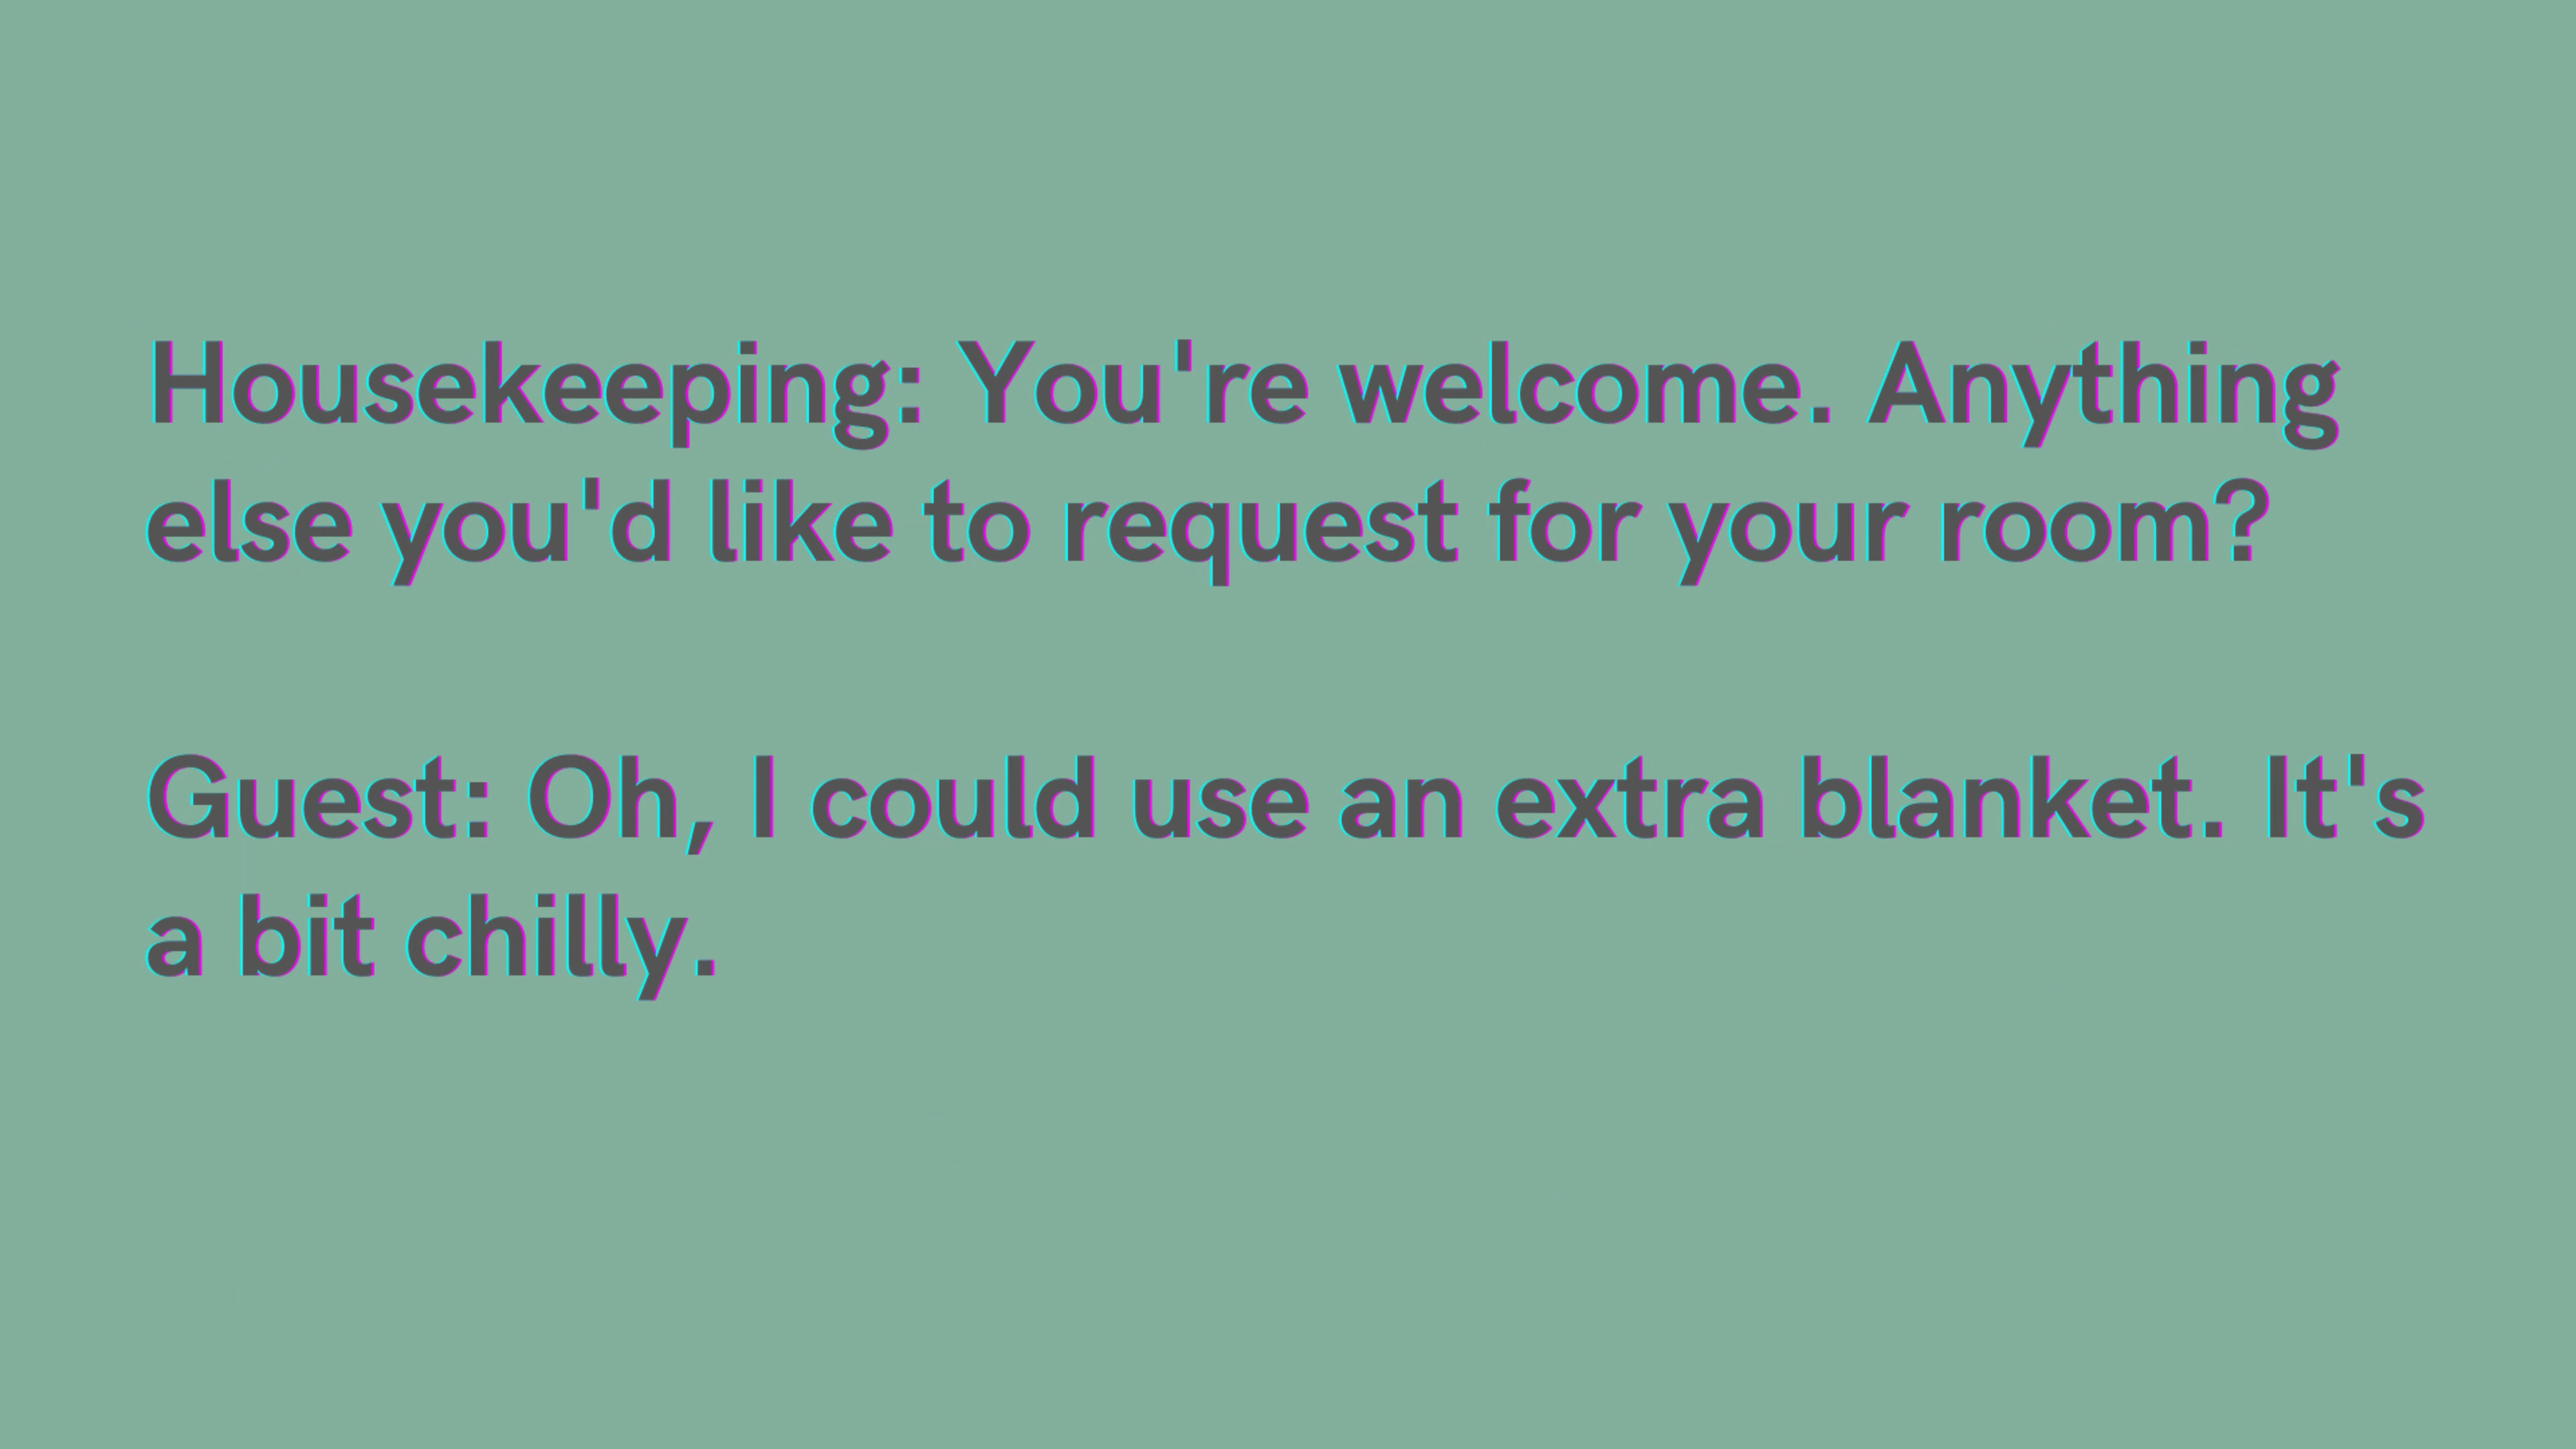 Housekeeping: You're welcome. Anything
else you'd like to request for your room?
Guest: Oh, I could use an extra blanket. It's
a bit chilly.